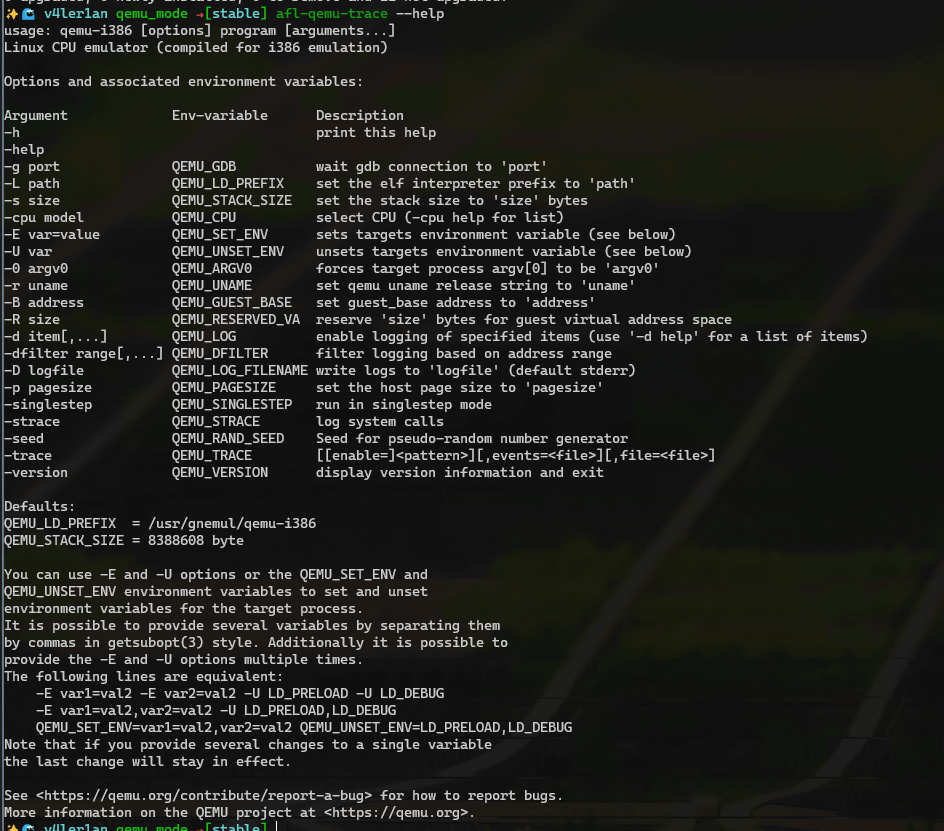 v4ler1an qemu_mode →[stable] afl-qemu-trace --help
usage: qemu-i386 [options] program [arguments...]
Linux CPU emulator (compiled for i386 emulation)
Options and associated environment variables:
Argument Env-variable Description
-h print this help
-help
-g port QEMU_GDB wait gdb connection to 'port'
-L path QEMU_LD_PREFIX set the elf interpreter prefix to 'path'
-s size QEMU_STACK_SIZE set the stack size to 'size' bytes
-cpu model QEMU_CPU select CPU (-cpu help for list)
-E var=value QEMU_SET_ENV sets targets environment variable (see below)
-U var QEMU_UNSET_ENV unsets targets environment variable (see below)
-0 argv0 QEMU_ARGV0 forces target process argv[0] to be 'argv0'
-r uname QEMU_UNAME set qemu uname release string to 'uname'
-B address QEMU_GUEST_BASE set guest_base address to 'address'
-R size QEMU_RESERVED_VA reserve 'size' bytes for guest virtual address space
-d item[,...] QEMU_LOG enable logging of specified items (use '-d help' for a list of items)
-dfilter range[,...] QEMU_DFILTER filter logging based on address range
-D logfile QEMU_LOG_FILENAME write logs to 'logfile' (default stderr)
-p pagesize QEMU_PAGESIZE set the host page size to 'pagesize'
-singlestep QEMU_SINGLESTEP run in singlestep mode
-strace QEMU_STRACE log system calls
-seed QEMU_RAND_SEED Seed for pseudo-random number generator
-trace QEMU_TRACE [[enable=]<pattern>][,events=<file>][,file=<file>]
-version QEMU_VERSION display version information and exit
Defaults:
QEMU_LD_PREFIX = /usr/gnemul/qemu-i386
QEMU_STACK_SIZE = 8388608 byte
You can use -E and -U options or the QEMU_SET_ENV and
QEMU_UNSET_ENV environment variables to set and unset
environment variables for the target process.
It is possible to provide several variables by separating them
by commas in getsubopt(3) style. Additionally it is possible to
provide the -E and -U options multiple times.
The following lines are equivalent:
-E var1=val2 -E var2=val2 -U LD_PRELOAD -U LD_DEBUG
-E var1=val2,var2=val2 -U LD_PRELOAD,LD_DEBUG
QEMU_SET_ENV=var1=val2,var2=val2 QEMU_UNSET_ENV=LD_PRELOAD,LD_DEBUG
Note that if you provide several changes to a single variable
the last change will stay in effect.
See <https://qemu.org/contribute/report-a-bug> for how to report bugs.
More information on the QEMU project at <https://qemu.org>.
v4ler1an qemu_mode →[stable]